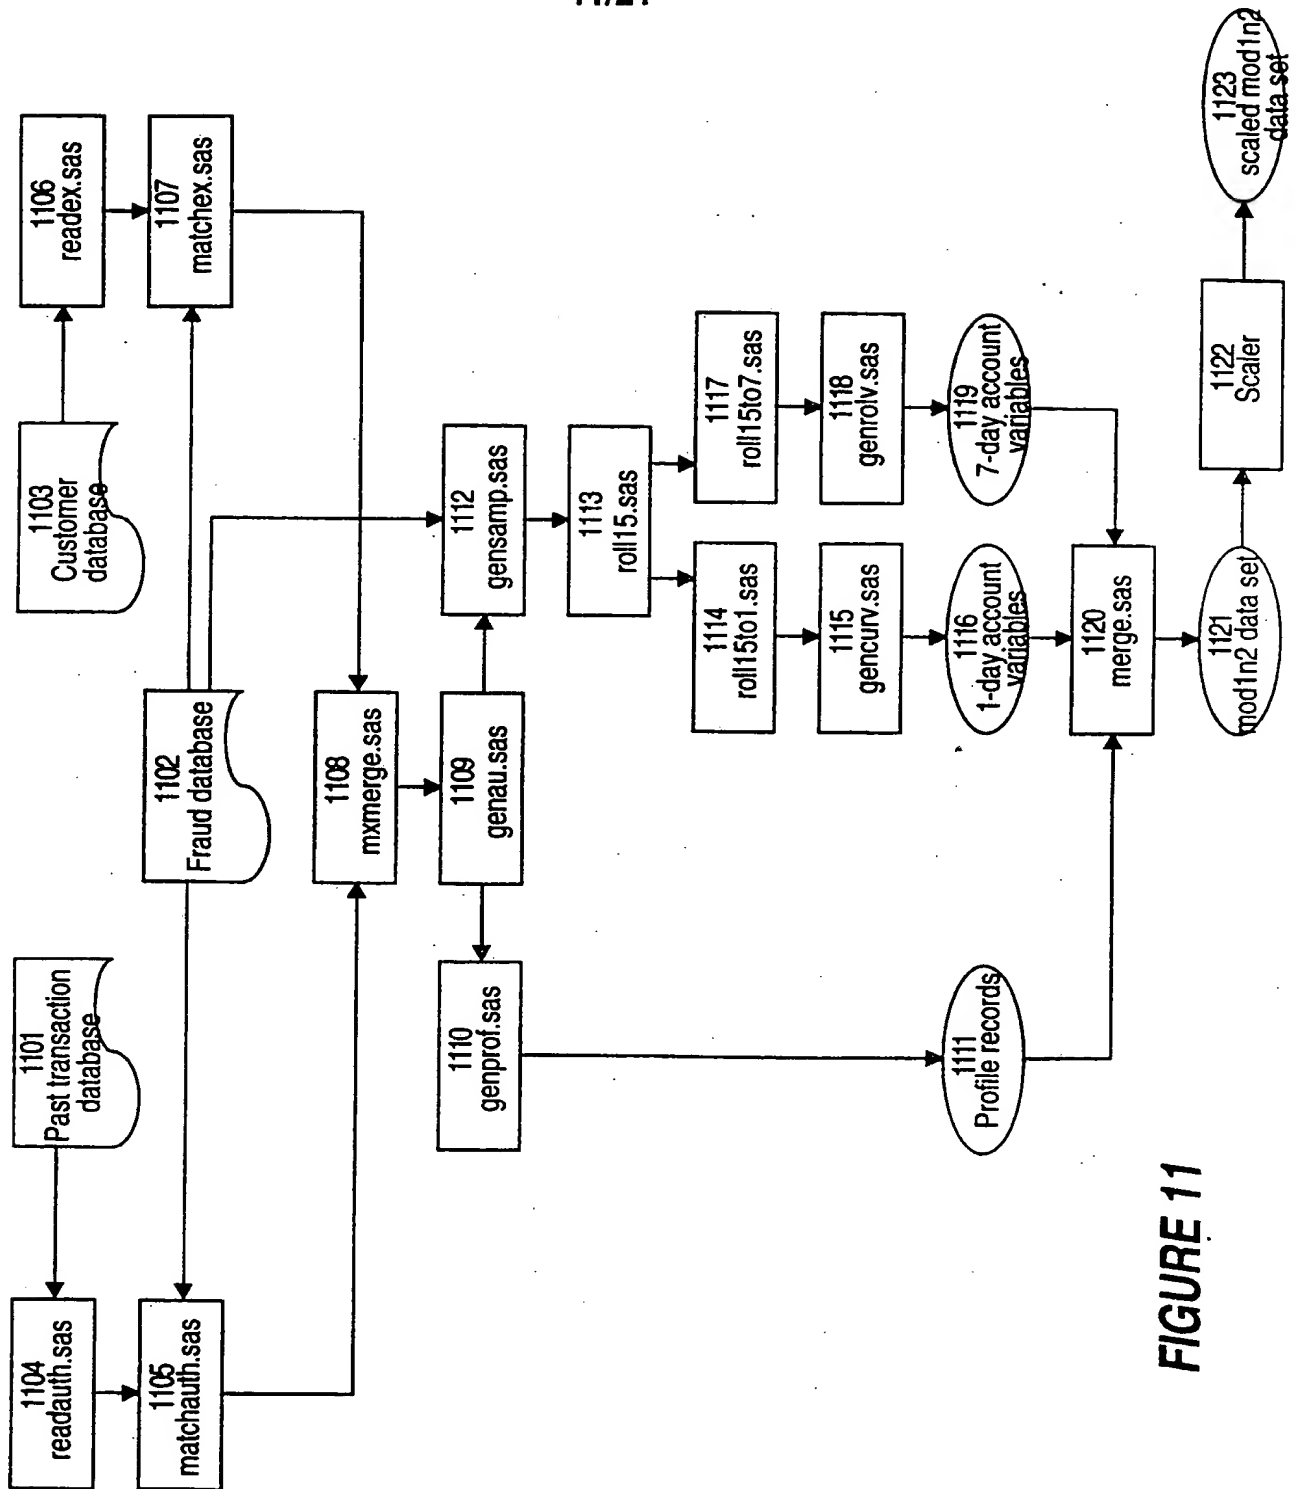 1101
Past transaction
database
1102
Fraud database
1103
Customer
database
1104
readauth.sas
1105
matchauth.sas
1106
readex.sas
1107
matchex.sas
1108
mxmerge.sas
1109
genau.sas
1110
genprof.sas
1111
Profile records
1112
gensamp.sas
1113
roll15.sas
1114
roll15to1.sas
1115
gencurv.sas
1116
1-day account
variables
1117
roll15to7.sas
1118
genrolv.sas
1119
7-day account
variables
1120
merge.sas
1121
mod1n2 data set
1122
Scaler
1123
scaled mod1n2
data set
FIGURE 11